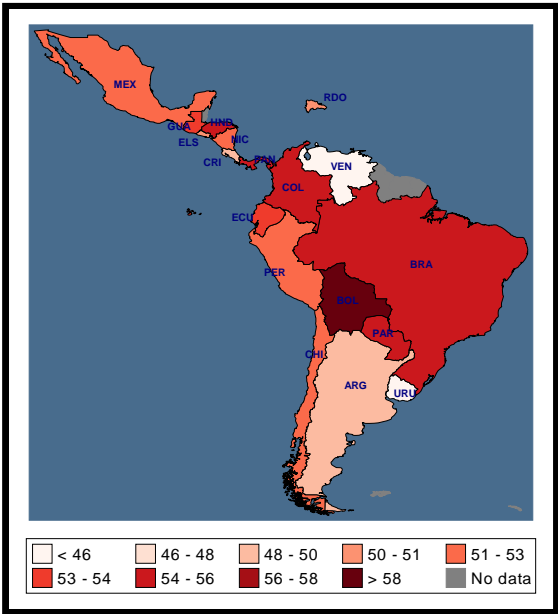 MEX
RDO
GUA
HND
ELS
NIC
CRI
PAN
VEN
COL
ECU
BRA
PER
BOL
PAR
CHI
ARG
URU
< 46 46 - 48 48 - 50 50 - 51 51 - 53
53 - 54 54 - 56 56 - 58 > 58 No data